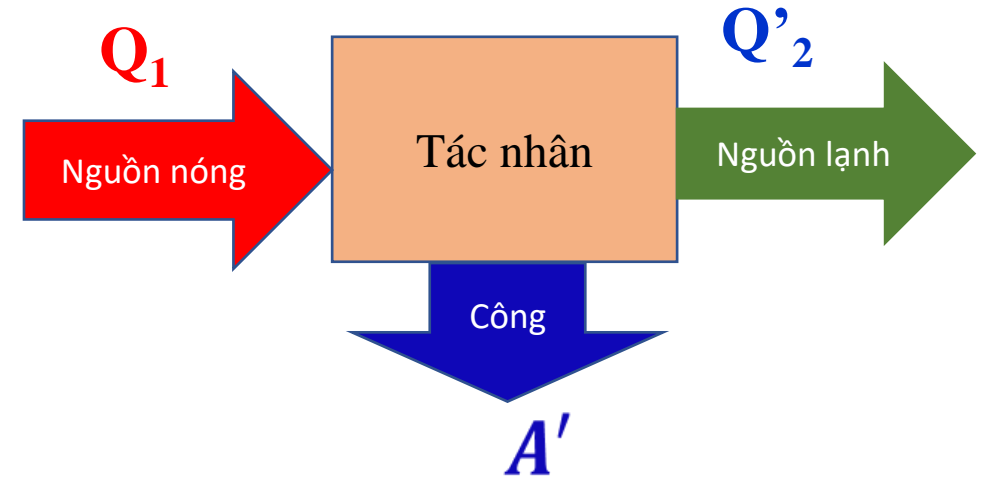 Q₁
Q’₂
Nguồn nóng
Tác nhân
Nguồn lạnh
Công
A′